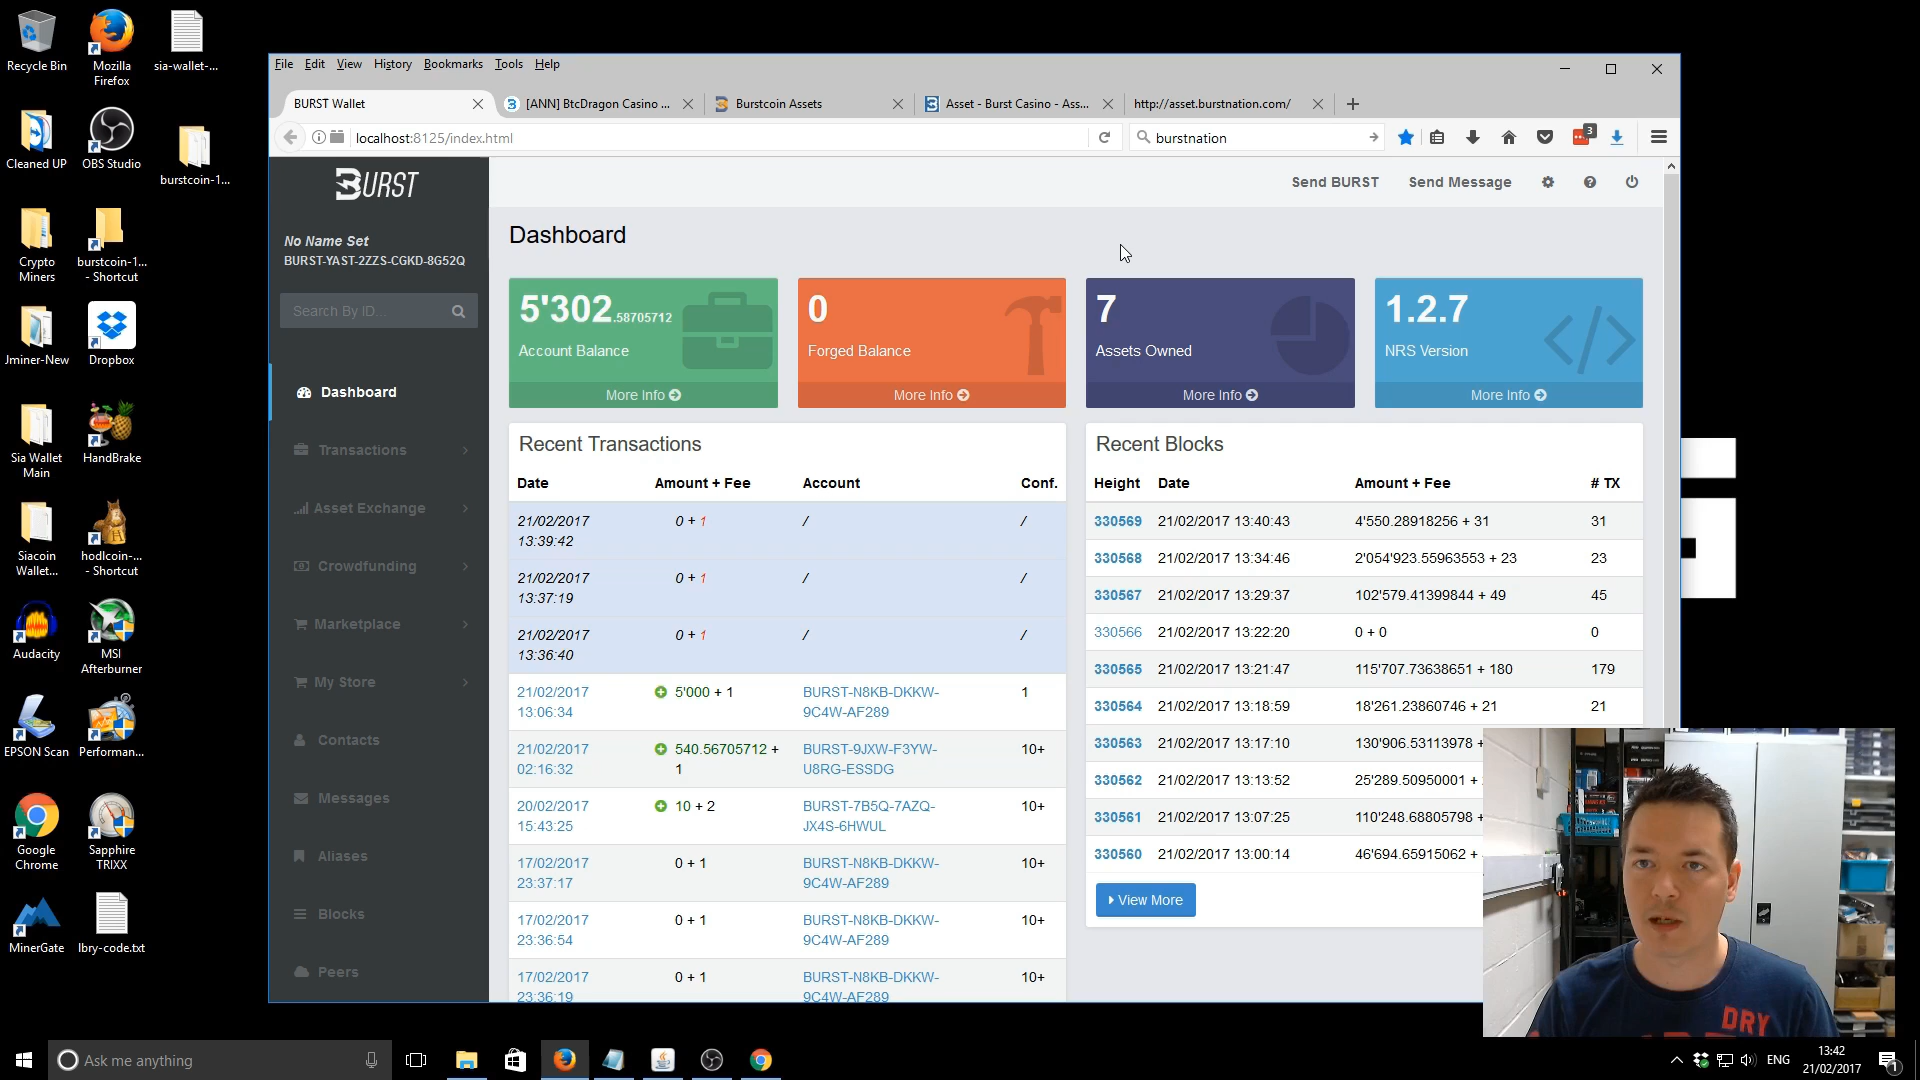 Recycle Bin
Mozilla
Firefox
sia-wallet-...
Cleaned UP
OBS Studio
burstcoin-1...
Crypto
Miners
burstcoin-1...
- Shortcut
Jminer-New
Dropbox
Sia Wallet
Main
HandBrake
Siacoin
Wallet...
hodlcoin-...
- Shortcut
Audacity
MSI
Afterburner
EPSON Scan
Performan...
Google
Chrome
Sapphire
TRIXX
MinerGate
lbry-code.txt
File Edit View History Bookmarks Tools Help
BURST Wallet
[ANN] BtcDragon Casino ...
Burstcoin Assets
Asset - Burst Casino - Ass...
http://asset.burstnation.com/
localhost:8125/index.html
burstnation
3
BURST
Send BURST
Send Message
No Name Set
BURST-YAST-2ZZS-CGKD-8G52Q
Search By ID...
Dashboard
Transactions
Asset Exchange
Crowdfunding
Marketplace
My Store
Contacts
Messages
Aliases
Blocks
Peers
Dashboard
5'302.58705712
Account Balance
More Info
0
Forged Balance
More Info
7
Assets Owned
More Info
1.2.7
NRS Version
More Info
Recent Transactions
Date Amount + Fee Account Conf.
21/02/2017 0 + 1 / /
13:39:42
21/02/2017 0 + 1 / /
13:37:19
21/02/2017 0 + 1 / /
13:36:40
21/02/2017 5'000 + 1 BURST-N8KB-DKKW- 1
13:06:34 9C4W-AF289
21/02/2017 540.56705712 + BURST-9JXW-F3YW- 10+
02:16:32 1 U8RG-ESSDG
20/02/2017 10 + 2 BURST-7B5Q-7AZQ- 10+
15:43:25 JX4S-6HWUL
17/02/2017 0 + 1 BURST-N8KB-DKKW- 10+
23:37:17 9C4W-AF289
17/02/2017 0 + 1 BURST-N8KB-DKKW- 10+
23:36:54 9C4W-AF289
17/02/2017 0 + 1 BURST-N8KB-DKKW- 10+
23:36:19 9C4W-AF289
Recent Blocks
Height Date Amount + Fee # TX
330569 21/02/2017 13:40:43 4'550.28918256 + 31 31
330568 21/02/2017 13:34:46 2'054'923.55963553 + 23 23
330567 21/02/2017 13:29:37 102'579.41399844 + 49 45
330566 21/02/2017 13:22:20 0 + 0 0
330565 21/02/2017 13:21:47 115'707.73638651 + 180 179
330564 21/02/2017 13:18:59 18'261.23860746 + 21 21
330563 21/02/2017 13:17:10 130'906.53113978 +
330562 21/02/2017 13:13:52 25'289.50950001 +
330561 21/02/2017 13:07:25 110'248.68805798 +
330560 21/02/2017 13:00:14 46'694.65915062 +
View More
DRY
Ask me anything
ENG
13:42
21/02/2017
1